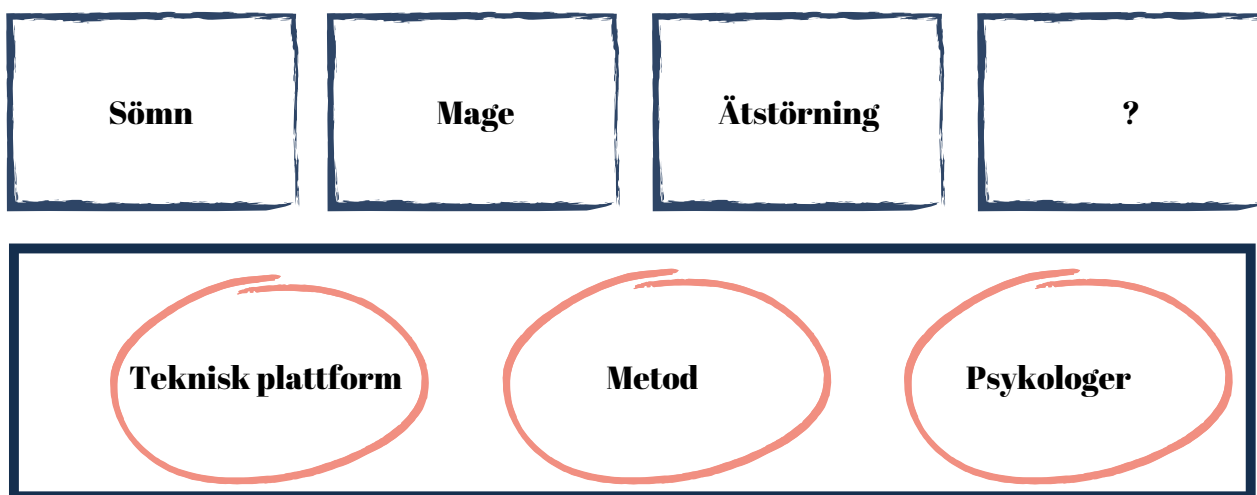 Sömn
Mage
Ätstörning
?
Teknisk plattform
Metod
Psykologer